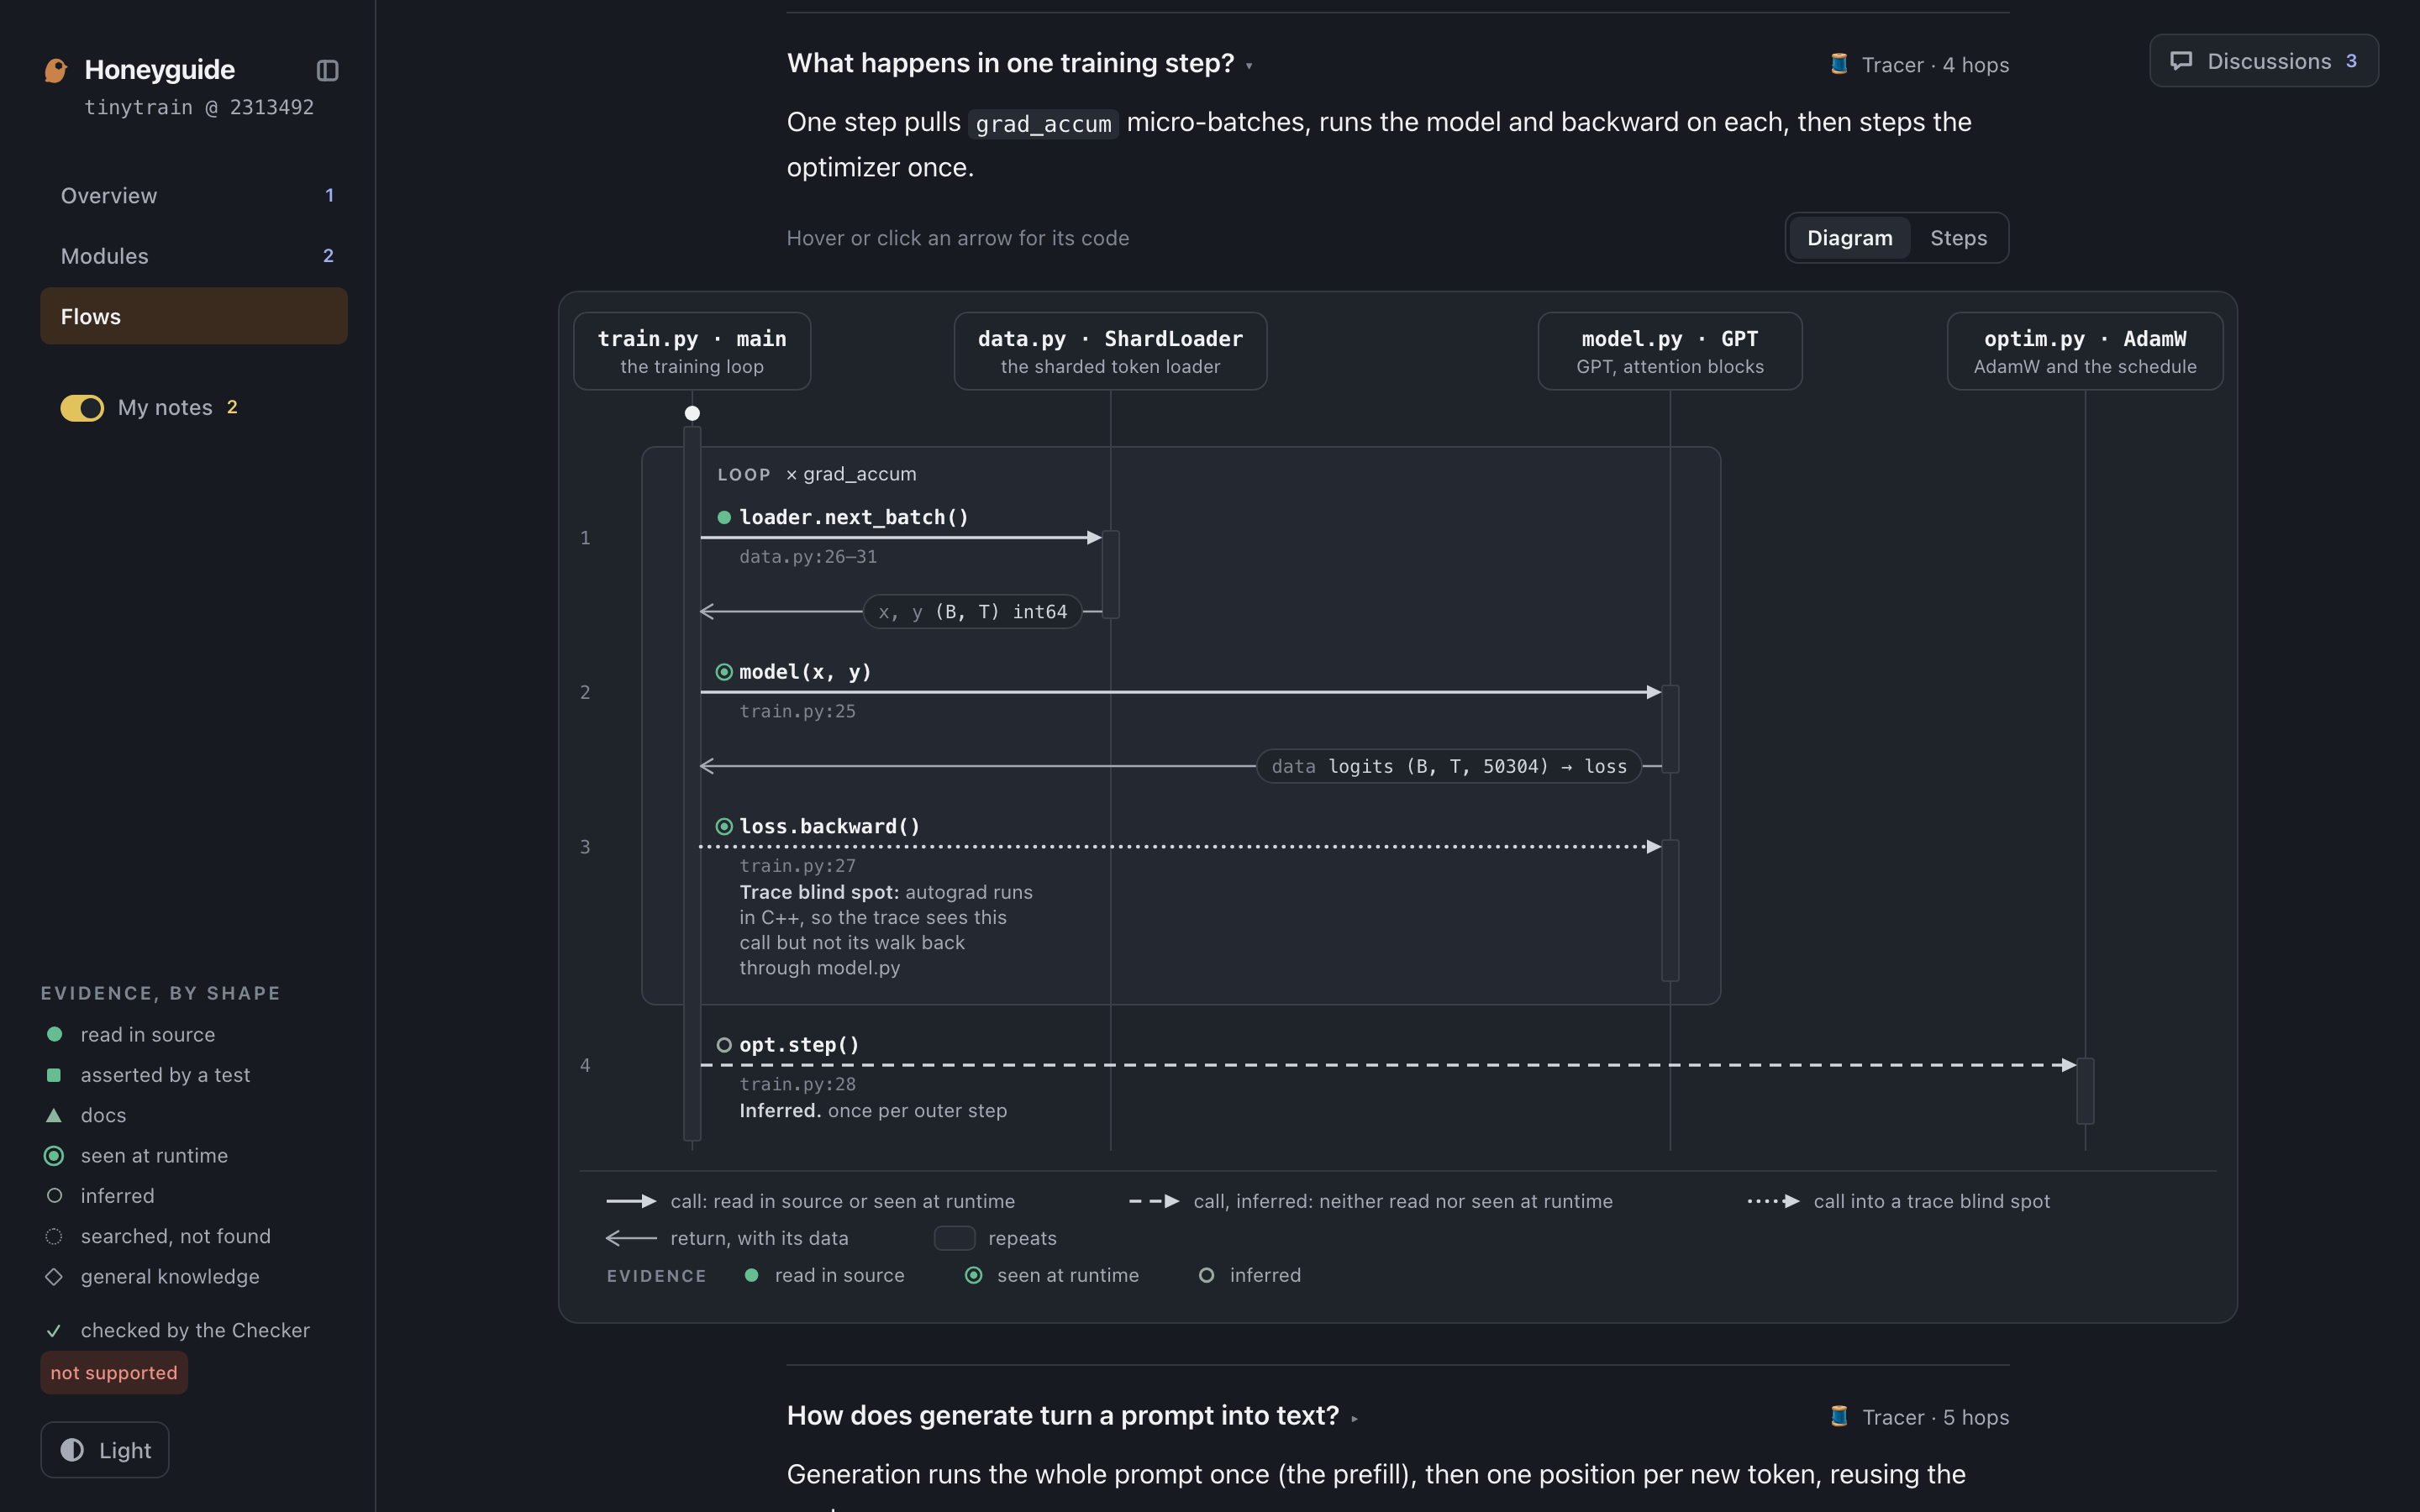 Honeyguide
tinytrain @ 2313492
Overview 1
Modules 2
Flows
My notes 2
EVIDENCE, BY SHAPE
read in source
asserted by a test
docs
seen at runtime
inferred
searched, not found
general knowledge
checked by the Checker
not supported
Light
Discussions 3
What happens in one training step?
Tracer · 4 hops
One step pulls grad_accum micro-batches, runs the model and backward on each, then steps the
optimizer once.
Hover or click an arrow for its code
Diagram Steps
train.py · main
the training loop
data.py · ShardLoader
the sharded token loader
model.py · GPT
GPT, attention blocks
optim.py · AdamW
AdamW and the schedule
LOOP × grad_accum
loader.next_batch()
1
data.py:26–31
x, y (B, T) int64
model(x, y)
2
train.py:25
data logits (B, T, 50304) → loss
loss.backward()
3
train.py:27
Trace blind spot: autograd runs
in C++, so the trace sees this
call but not its walk back
through model.py
opt.step()
4
train.py:28
Inferred. once per outer step
call: read in source or seen at runtime
call, inferred: neither read nor seen at runtime
call into a trace blind spot
return, with its data
repeats
EVIDENCE read in source seen at runtime inferred
How does generate turn a prompt into text?
Tracer · 5 hops
Generation runs the whole prompt once (the prefill), then one position per new token, reusing the